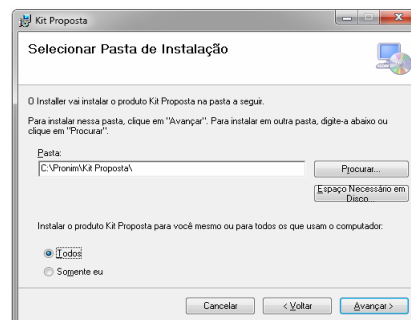 Kit Proposta
Selecionar Pasta de Instalação
O Installer vai instalar o produto Kit Proposta na pasta a seguir.
Para instalar nessa pasta, clique em "Avançar". Para instalar em outra pasta, digite-a abaixo ou
clique em "Procurar".
Pasta:
C:\Pronim\Kit Proposta\
Procurar...
Espaço Necessário em
Disco...
Instalar o produto Kit Proposta para você mesmo ou para todos os que usam o computador:
Todos
Somente eu
Cancelar
< Voltar
Avançar >